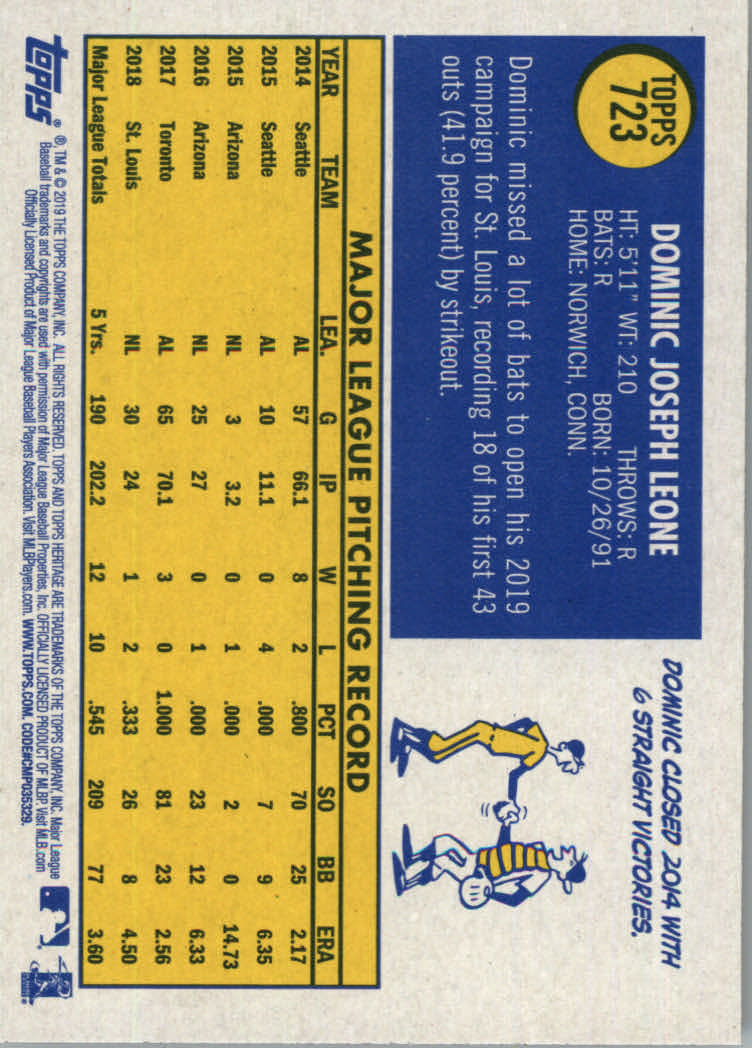 TOPPS
723
DOMINIC JOSEPH LEONE
HT: 5'11" WT: 210 THROWS: R
BATS: R BORN: 10/26/91
HOME: NORWICH, CONN.
Dominic missed a lot of bats to open his 2019
campaign for St. Louis, recording 18 of his first 43
outs (41.9 percent) by strikeout.
DOMINIC CLOSED 2014 WITH
6 STRAIGHT VICTORIES.
MAJOR LEAGUE PITCHING RECORD
YEAR TEAM LEA. G IP W L PCT SO BB ERA
2014 Seattle AL 57 66.1 8 2 .800 70 25 2.17
2015 Seattle AL 10 11.1 0 4 .000 7 9 6.35
2015 Arizona NL 3 3.2 0 1 .000 2 0 14.73
2016 Arizona NL 25 27 0 1 .000 23 12 6.33
2017 Toronto AL 65 70.1 3 0 1.000 81 23 2.56
2018 St. Louis NL 30 24 1 2 .333 26 8 4.50
Major League Totals 5 Yrs. 190 202.2 12 10 .545 209 77 3.60
topps
®, TM & © 2019 THE TOPPS COMPANY, INC. ALL RIGHTS RESERVED. TOPPS AND TOPPS HERITAGE ARE TRADEMARKS OF THE TOPPS COMPANY, INC. Major League
Baseball trademarks and copyrights are used with permission of Major League Baseball Properties, Inc. OFFICIALLY LICENSED PRODUCT OF MLBP. Visit MLB.com
Officially Licensed Product of Major League Baseball Players Association. Visit MLBPlayers.com. WWW.TOPPS.COM. CODE#CMP035329.